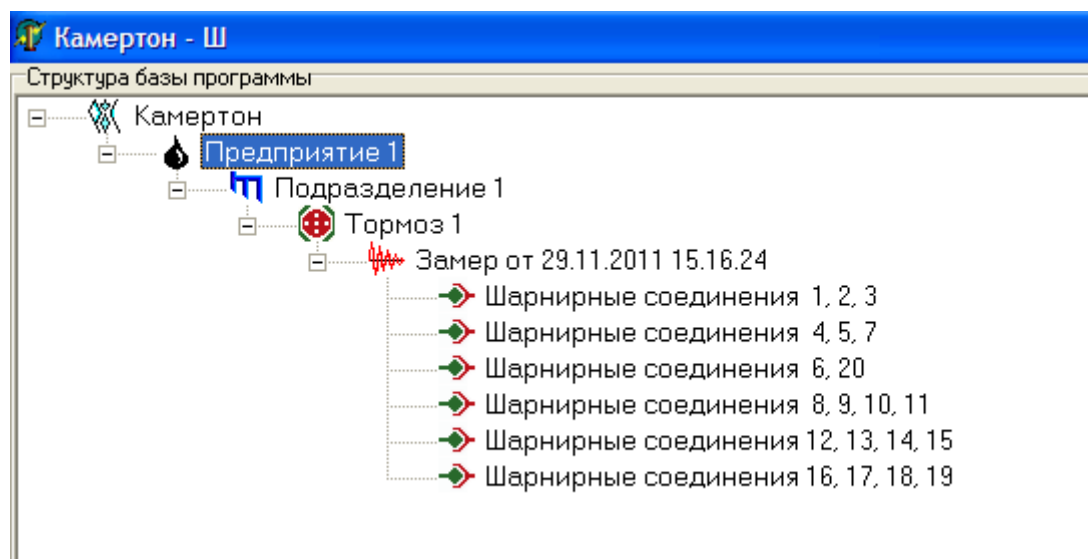 Камертон - Ш
Структура базы программы
Камертон
Предприятие 1
Подразделение 1
Тормоз 1
Замер от 29.11.2011 15.16.24
Шарнирные соединения 1, 2, 3
Шарнирные соединения 4, 5, 7
Шарнирные соединения 6, 20
Шарнирные соединения 8, 9, 10, 11
Шарнирные соединения 12, 13, 14, 15
Шарнирные соединения 16, 17, 18, 19